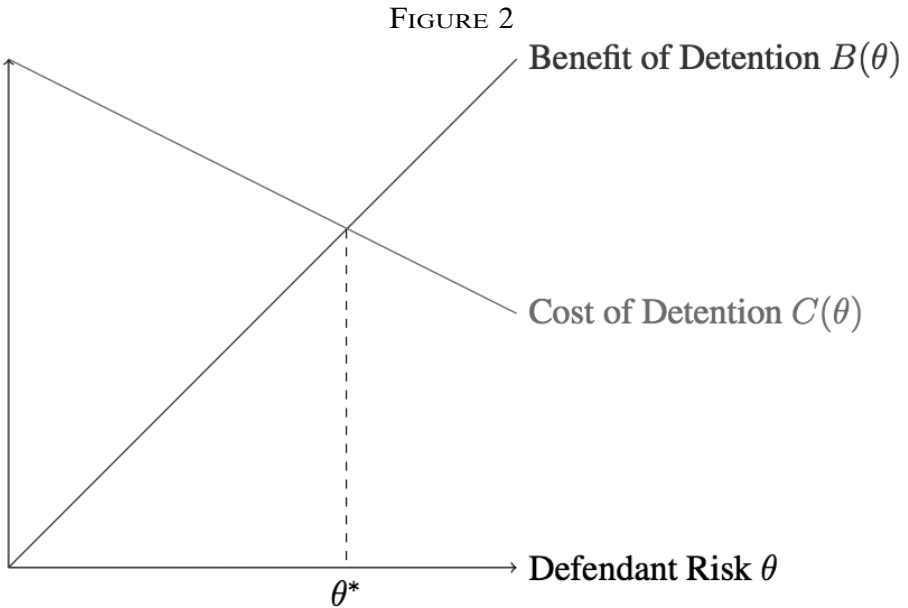 FIGURE 2
Benefit of Detention B(θ)
Cost of Detention C(θ)
Defendant Risk θ
θ*